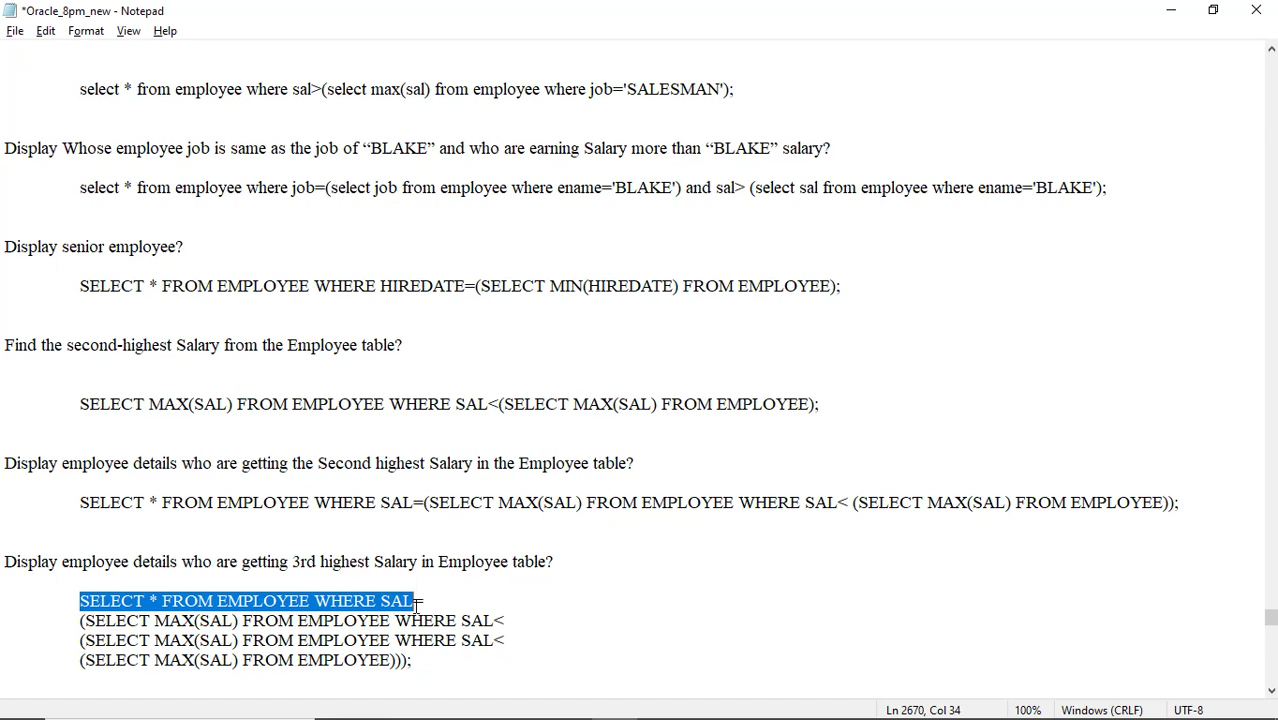 *Oracle_8pm_new - Notepad
File Edit Format View Help
select * from employee where sal>(select max(sal) from employee where job='SALESMAN');
Display Whose employee job is same as the job of “BLAKE” and who are earning Salary more than “BLAKE” salary?
select * from employee where job=(select job from employee where ename='BLAKE') and sal> (select sal from employee where ename='BLAKE');
Display senior employee?
SELECT * FROM EMPLOYEE WHERE HIREDATE=(SELECT MIN(HIREDATE) FROM EMPLOYEE);
Find the second-highest Salary from the Employee table?
SELECT MAX(SAL) FROM EMPLOYEE WHERE SAL<(SELECT MAX(SAL) FROM EMPLOYEE);
Display employee details who are getting the Second highest Salary in the Employee table?
SELECT * FROM EMPLOYEE WHERE SAL=(SELECT MAX(SAL) FROM EMPLOYEE WHERE SAL< (SELECT MAX(SAL) FROM EMPLOYEE));
Display employee details who are getting 3rd highest Salary in Employee table?
SELECT * FROM EMPLOYEE WHERE SAL=
(SELECT MAX(SAL) FROM EMPLOYEE WHERE SAL<
(SELECT MAX(SAL) FROM EMPLOYEE WHERE SAL<
(SELECT MAX(SAL) FROM EMPLOYEE)));
Ln 2670, Col 34 100% Windows (CRLF) UTF-8